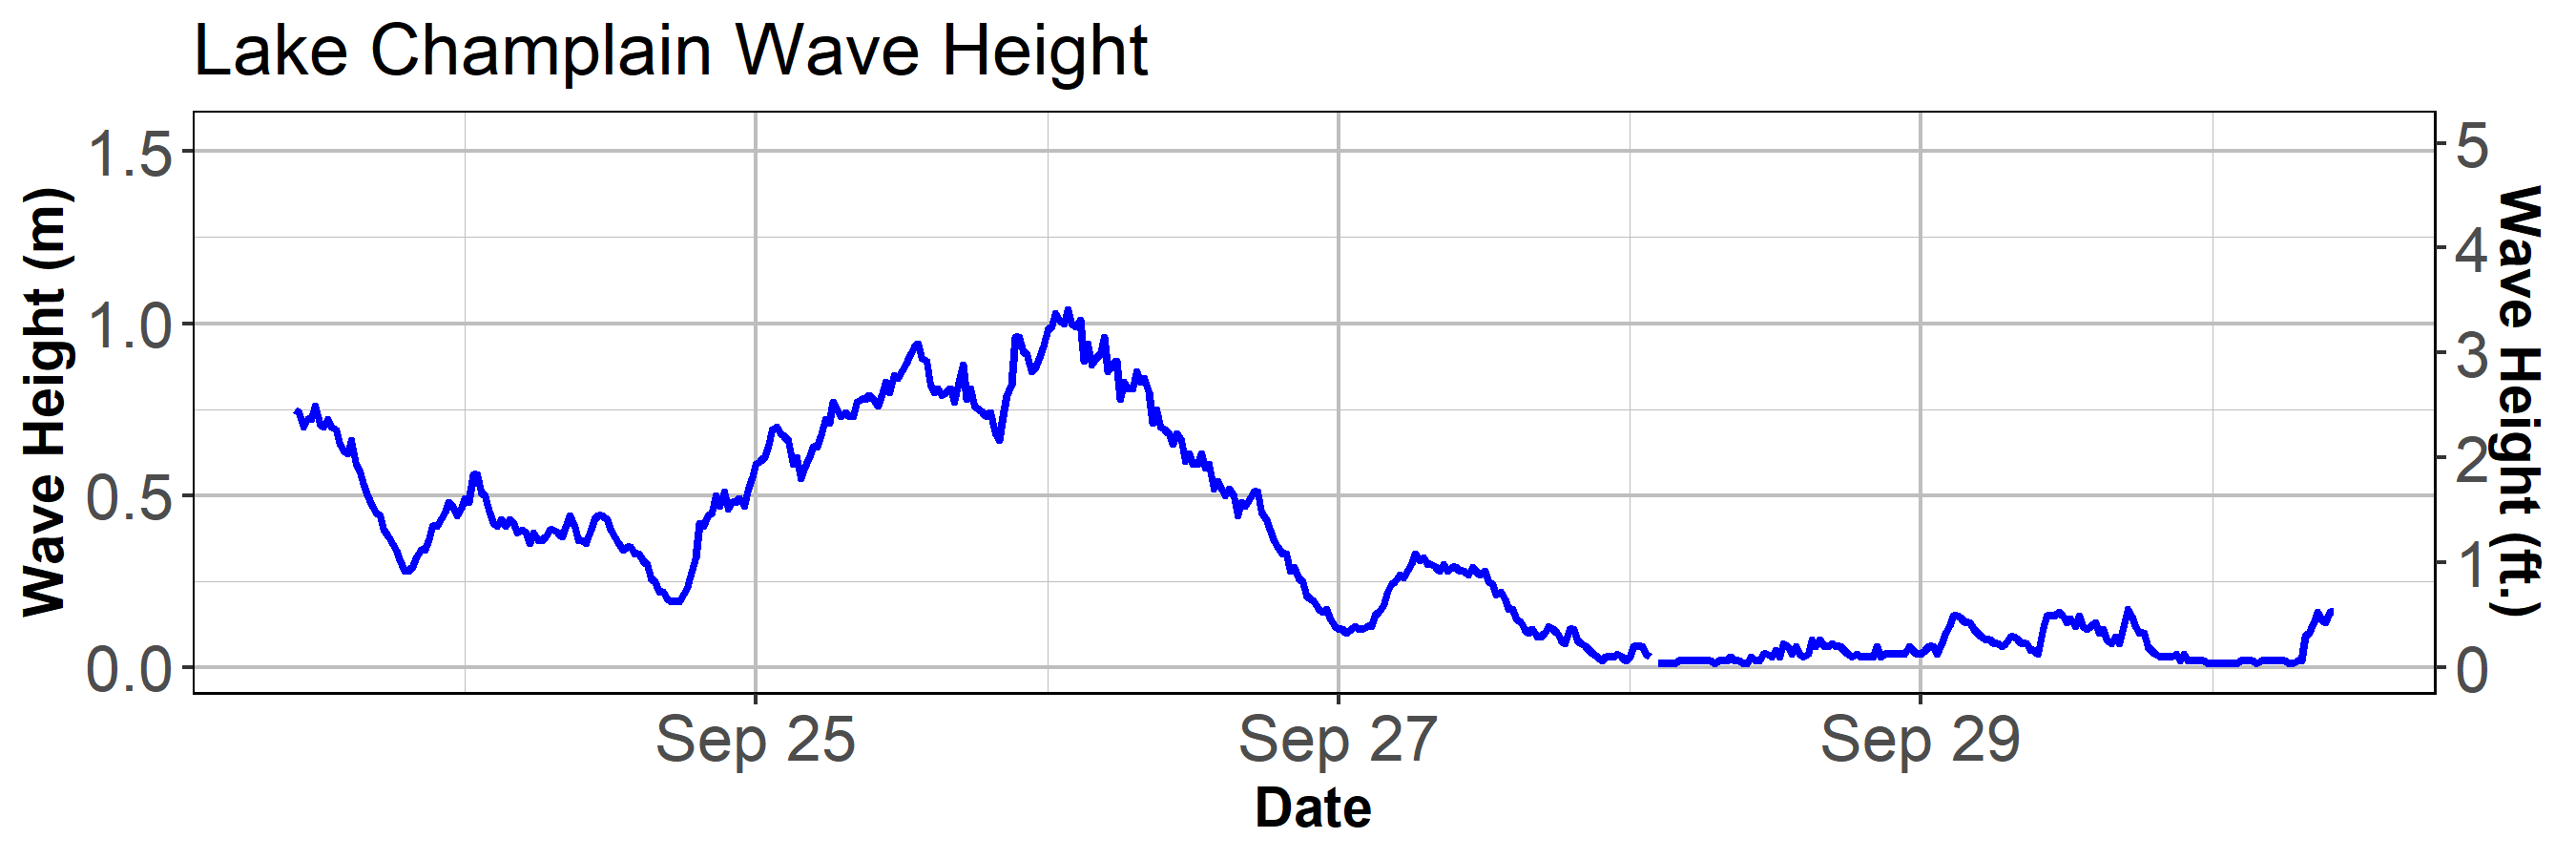 Lake Champlain Wave Height
Wave Height (m)
1.5
1.0
0.5
0.0
5
4
3
2
1
0
Wave Height (ft.)
Sep 25
Sep 27
Sep 29
Date